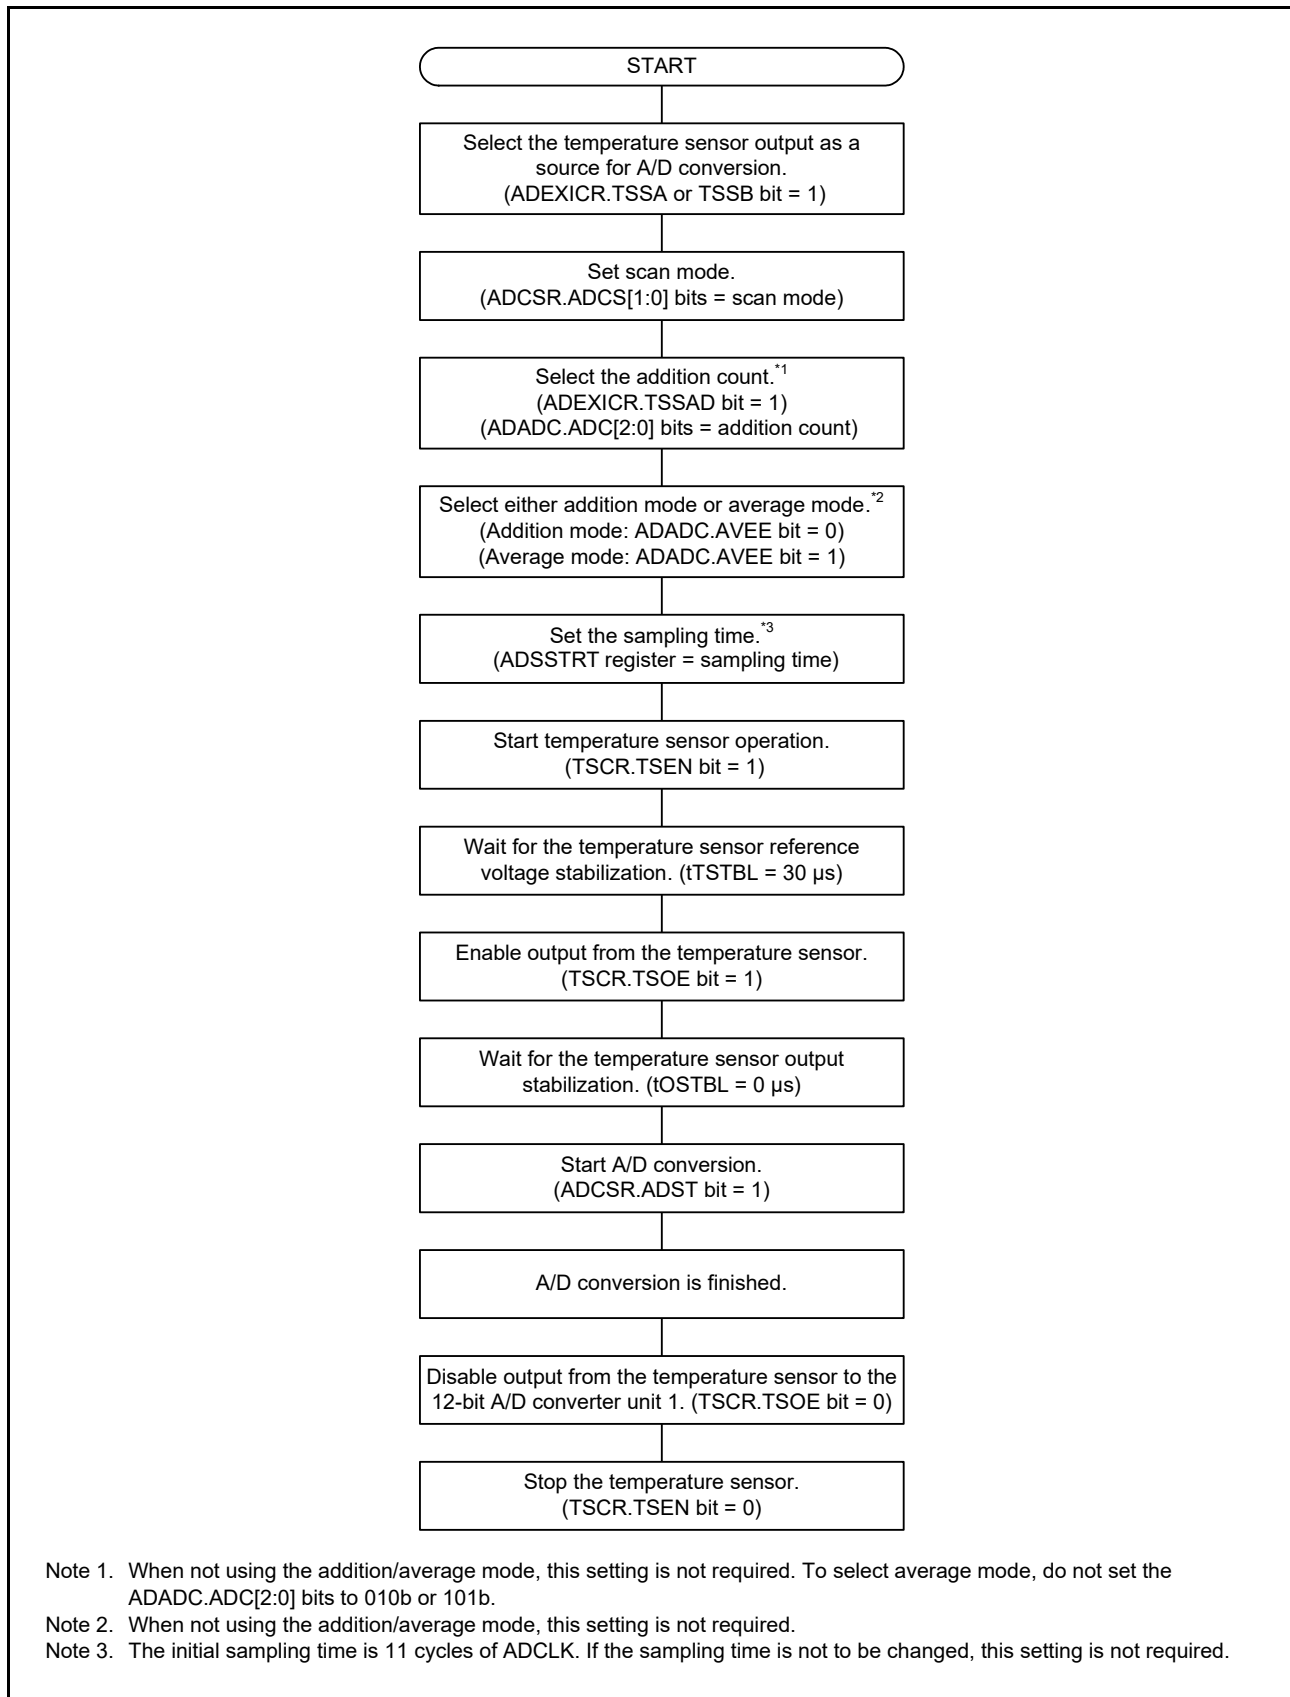 START
Select the temperature sensor output as a
source for A/D conversion.
(ADEXICR.TSSA or TSSB bit = 1)
Set scan mode.
(ADCSR.ADCS[1:0] bits = scan mode)
Select the addition count.*1
(ADEXICR.TSSAD bit = 1)
(ADADC.ADC[2:0] bits = addition count)
Select either addition mode or average mode.*2
(Addition mode: ADADC.AVEE bit = 0)
(Average mode: ADADC.AVEE bit = 1)
Set the sampling time.*3
(ADSSTRT register = sampling time)
Start temperature sensor operation.
(TSCR.TSEN bit = 1)
Wait for the temperature sensor reference
voltage stabilization. (tTSTBL = 30 µs)
Enable output from the temperature sensor.
(TSCR.TSOE bit = 1)
Wait for the temperature sensor output
stabilization. (tOSTBL = 0 µs)
Start A/D conversion.
(ADCSR.ADST bit = 1)
A/D conversion is finished.
Disable output from the temperature sensor to the
12-bit A/D converter unit 1. (TSCR.TSOE bit = 0)
Stop the temperature sensor.
(TSCR.TSEN bit = 0)
Note 1. When not using the addition/average mode, this setting is not required. To select average mode, do not set the
ADADC.ADC[2:0] bits to 010b or 101b.
Note 2. When not using the addition/average mode, this setting is not required.
Note 3. The initial sampling time is 11 cycles of ADCLK. If the sampling time is not to be changed, this setting is not required.